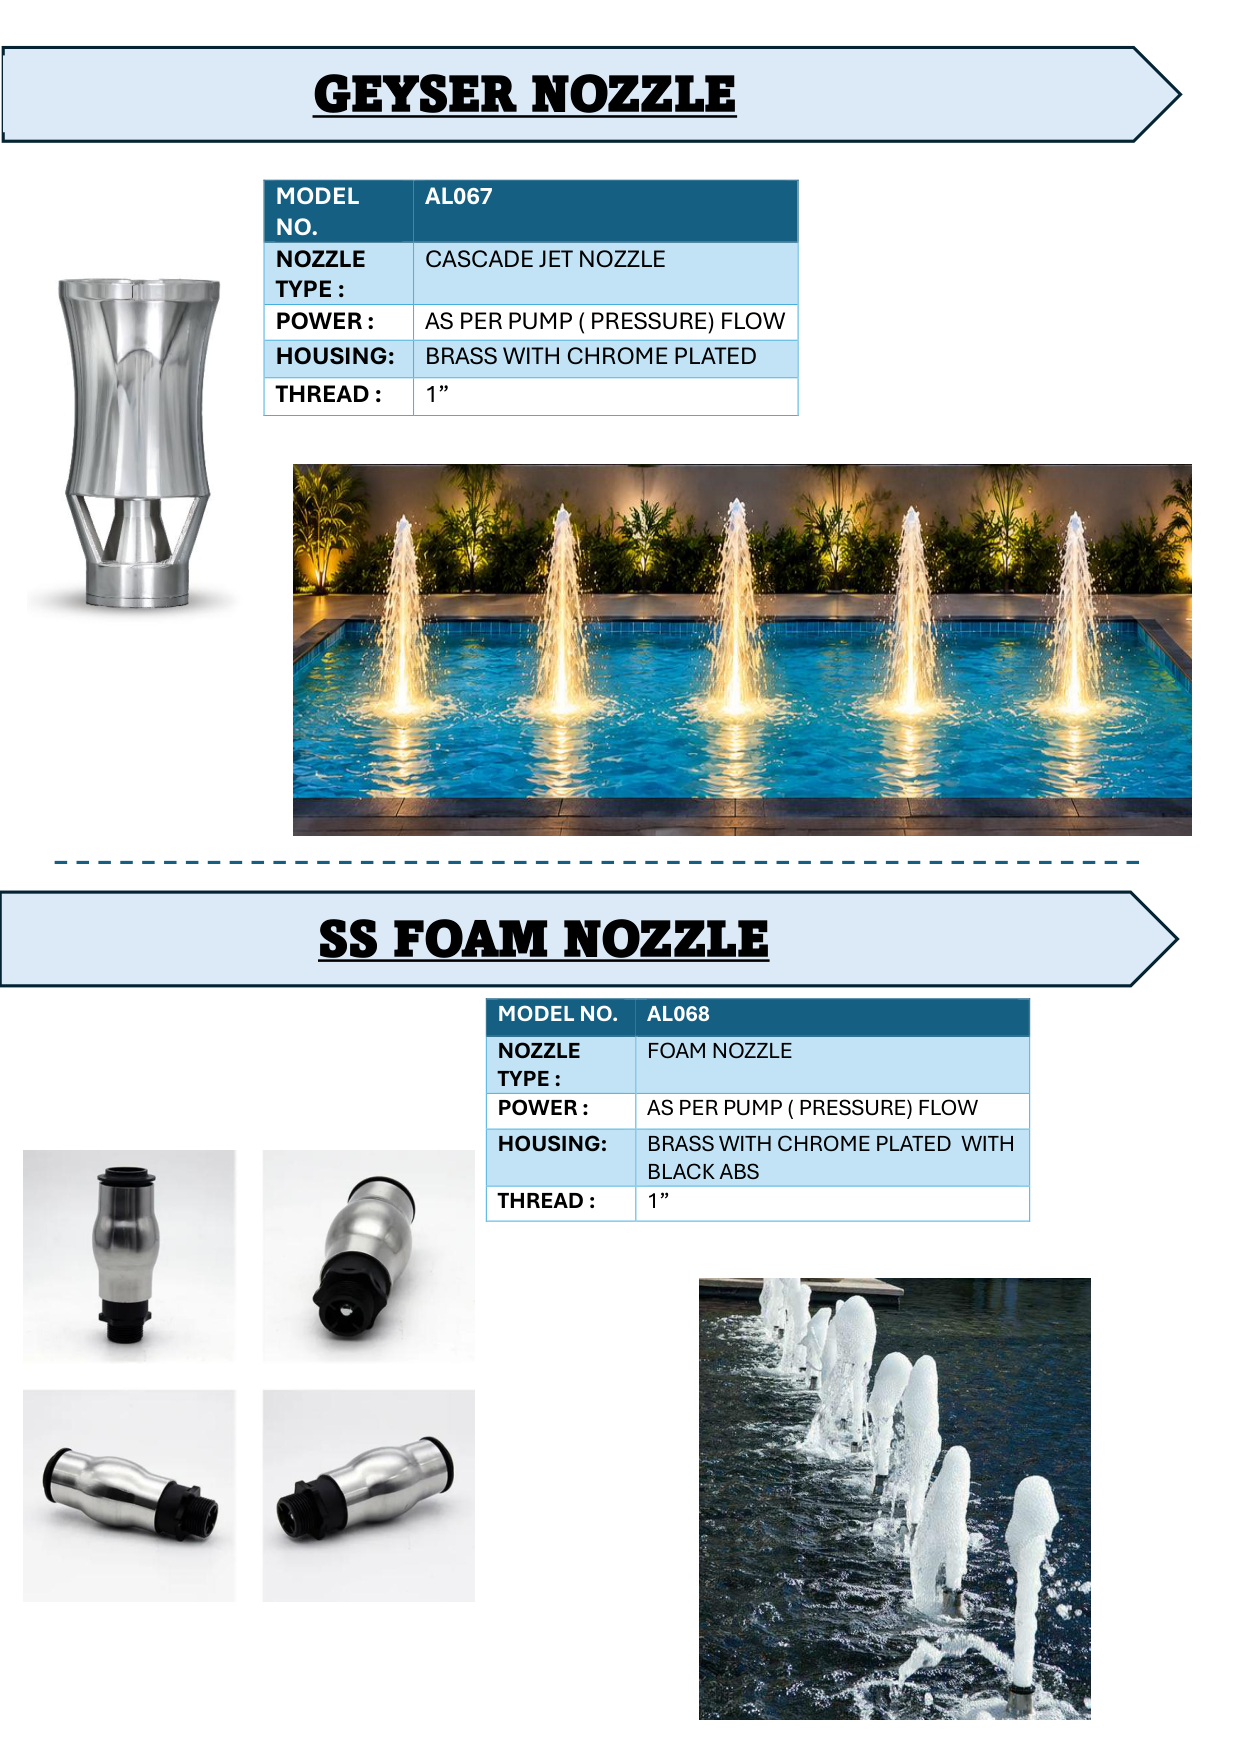 GEYSER NOZZLE
MODEL NO. AL067
NOZZLE TYPE : CASCADE JET NOZZLE
POWER : AS PER PUMP ( PRESSURE) FLOW
HOUSING: BRASS WITH CHROME PLATED
THREAD : 1”
SS FOAM NOZZLE
MODEL NO. AL068
NOZZLE TYPE : FOAM NOZZLE
POWER : AS PER PUMP ( PRESSURE) FLOW
HOUSING: BRASS WITH CHROME PLATED  WITH BLACK ABS
THREAD : 1”